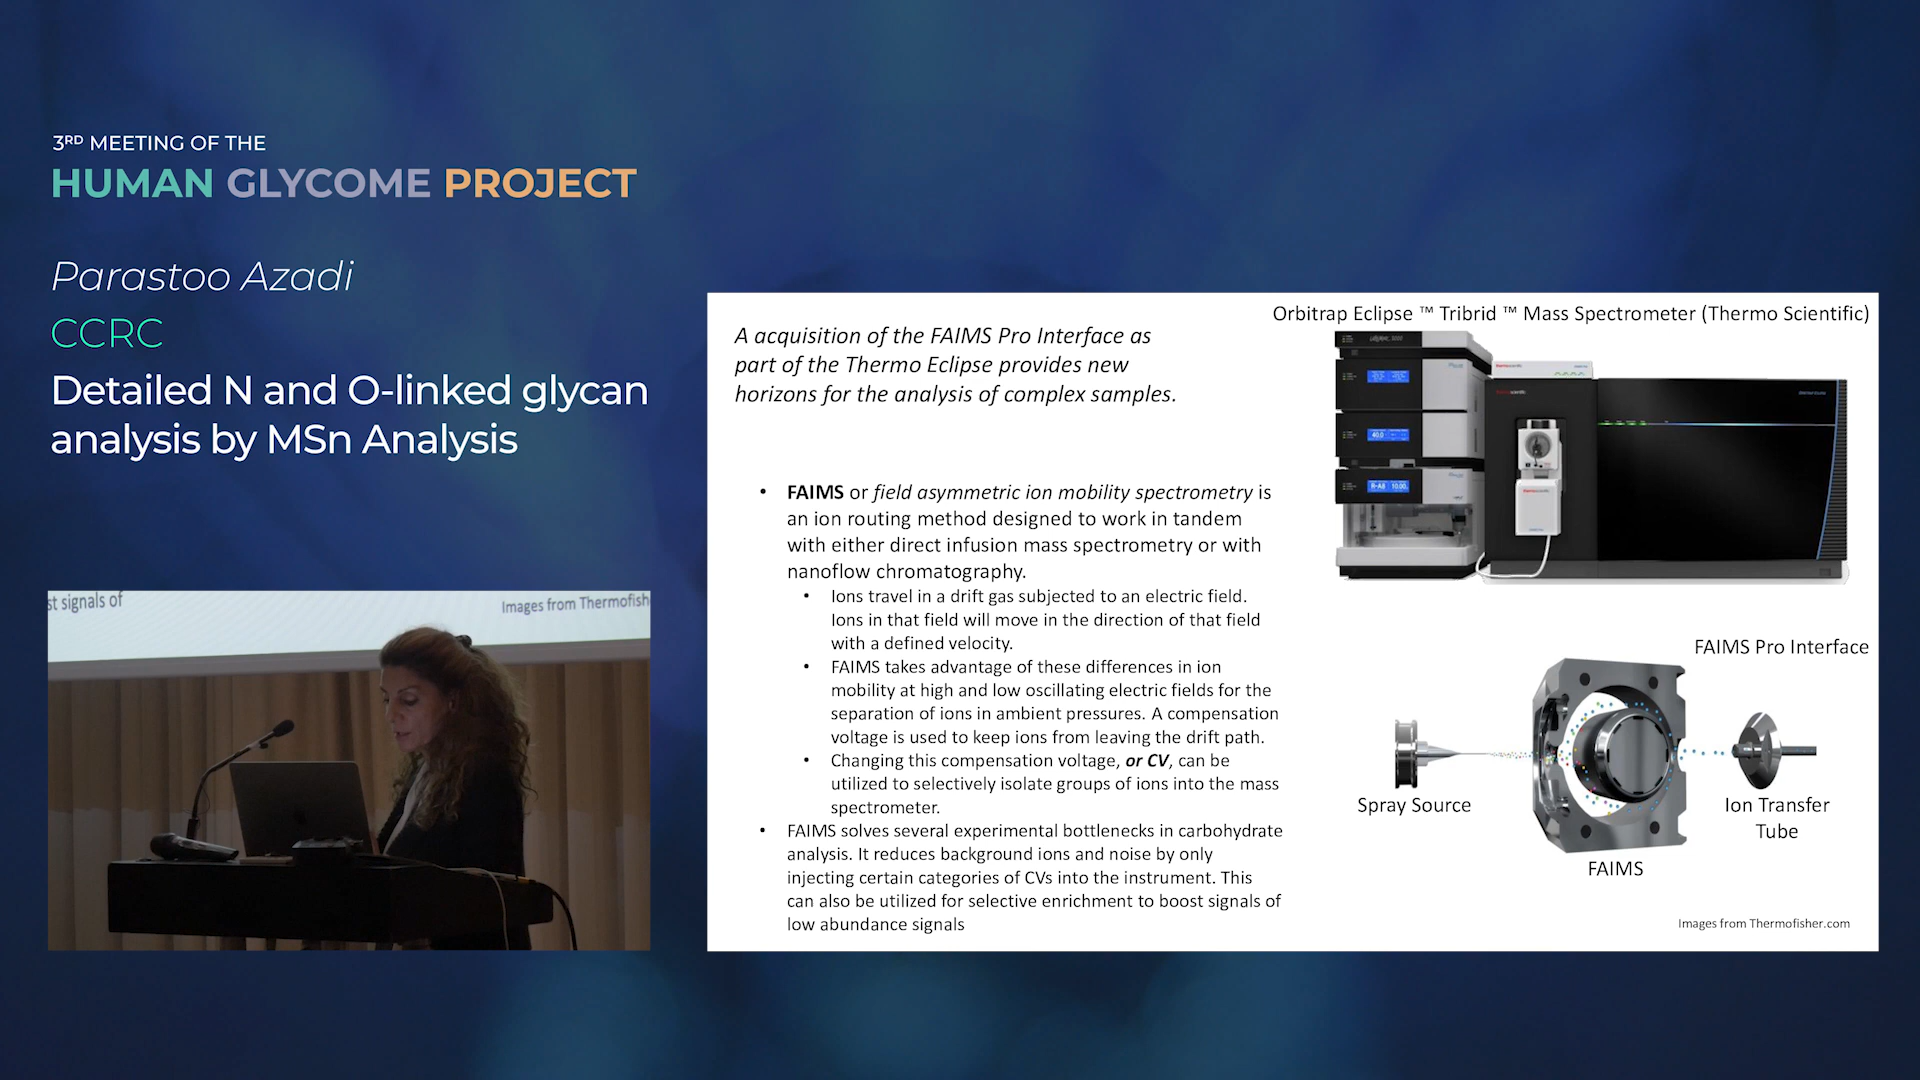 3RD MEETING OF THE
HUMAN GLYCOME PROJECT
Parastoo Azadi
CCRC
Detailed N and O-linked glycan
analysis by MSn Analysis
st signals of
Images from Thermofish
Orbitrap Eclipse ™ Tribrid ™ Mass Spectrometer (Thermo Scientific)
A acquisition of the FAIMS Pro Interface as
part of the Thermo Eclipse provides new
horizons for the analysis of complex samples.
• FAIMS or field asymmetric ion mobility spectrometry is
an ion routing method designed to work in tandem
with either direct infusion mass spectrometry or with
nanoflow chromatography.
• Ions travel in a drift gas subjected to an electric field.
Ions in that field will move in the direction of that field
with a defined velocity.
• FAIMS takes advantage of these differences in ion
mobility at high and low oscillating electric fields for the
separation of ions in ambient pressures. A compensation
voltage is used to keep ions from leaving the drift path.
• Changing this compensation voltage, or CV, can be
utilized to selectively isolate groups of ions into the mass
spectrometer.
• FAIMS solves several experimental bottlenecks in carbohydrate
analysis. It reduces background ions and noise by only
injecting certain categories of CVs into the instrument. This
can also be utilized for selective enrichment to boost signals of
low abundance signals
40.0
R-A8 10.00
FAIMS Pro Interface
Spray Source
Ion Transfer
Tube
FAIMS
Images from Thermofisher.com